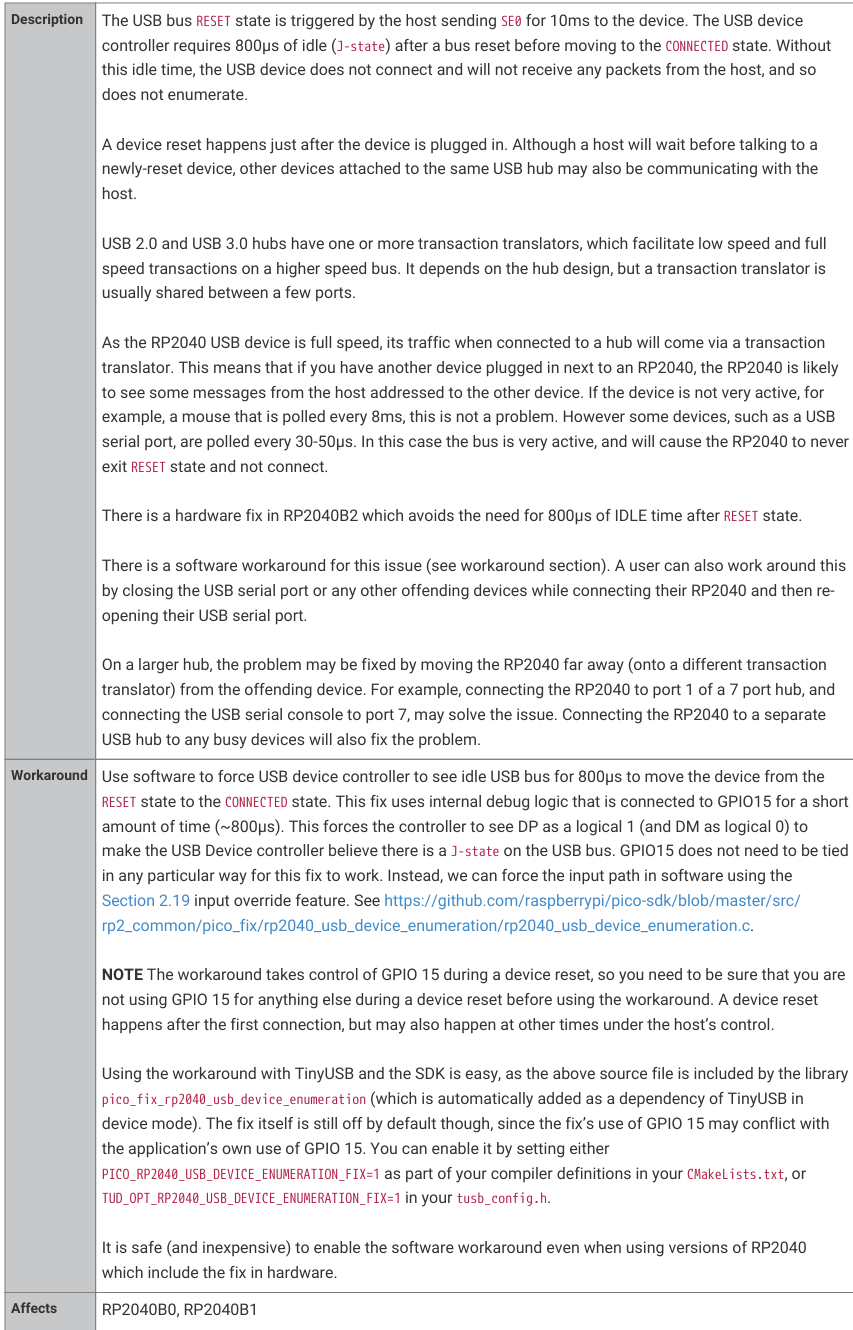 Description
The USB bus RESET state is triggered by the host sending SE0 for 10ms to the device. The USB device
controller requires 800μs of idle (J-state) after a bus reset before moving to the CONNECTED state. Without
this idle time, the USB device does not connect and will not receive any packets from the host, and so
does not enumerate.
A device reset happens just after the device is plugged in. Although a host will wait before talking to a
newly-reset device, other devices attached to the same USB hub may also be communicating with the
host.
USB 2.0 and USB 3.0 hubs have one or more transaction translators, which facilitate low speed and full
speed transactions on a higher speed bus. It depends on the hub design, but a transaction translator is
usually shared between a few ports.
As the RP2040 USB device is full speed, its traffic when connected to a hub will come via a transaction
translator. This means that if you have another device plugged in next to an RP2040, the RP2040 is likely
to see some messages from the host addressed to the other device. If the device is not very active, for
example, a mouse that is polled every 8ms, this is not a problem. However some devices, such as a USB
serial port, are polled every 30-50μs. In this case the bus is very active, and will cause the RP2040 to never
exit RESET state and not connect.
There is a hardware fix in RP2040B2 which avoids the need for 800μs of IDLE time after RESET state.
There is a software workaround for this issue (see workaround section). A user can also work around this
by closing the USB serial port or any other offending devices while connecting their RP2040 and then re-
opening their USB serial port.
On a larger hub, the problem may be fixed by moving the RP2040 far away (onto a different transaction
translator) from the offending device. For example, connecting the RP2040 to port 1 of a 7 port hub, and
connecting the USB serial console to port 7, may solve the issue. Connecting the RP2040 to a separate
USB hub to any busy devices will also fix the problem.
Workaround
Use software to force USB device controller to see idle USB bus for 800μs to move the device from the
RESET state to the CONNECTED state. This fix uses internal debug logic that is connected to GPIO15 for a short
amount of time (~800μs). This forces the controller to see DP as a logical 1 (and DM as logical 0) to
make the USB Device controller believe there is a J-state on the USB bus. GPIO15 does not need to be tied
in any particular way for this fix to work. Instead, we can force the input path in software using the
Section 2.19 input override feature. See https://github.com/raspberrypi/pico-sdk/blob/master/src/
rp2_common/pico_fix/rp2040_usb_device_enumeration/rp2040_usb_device_enumeration.c.
NOTE The workaround takes control of GPIO 15 during a device reset, so you need to be sure that you are
not using GPIO 15 for anything else during a device reset before using the workaround. A device reset
happens after the first connection, but may also happen at other times under the host's control.
Using the workaround with TinyUSB and the SDK is easy, as the above source file is included by the library
pico_fix_rp2040_usb_device_enumeration (which is automatically added as a dependency of TinyUSB in
device mode). The fix itself is still off by default though, since the fix's use of GPIO 15 may conflict with
the application's own use of GPIO 15. You can enable it by setting either
PICO_RP2040_USB_DEVICE_ENUMERATION_FIX=1 as part of your compiler definitions in your CMakeLists.txt, or
TUD_OPT_RP2040_USB_DEVICE_ENUMERATION_FIX=1 in your tusb_config.h.
It is safe (and inexpensive) to enable the software workaround even when using versions of RP2040
which include the fix in hardware.
Affects
RP2040B0, RP2040B1